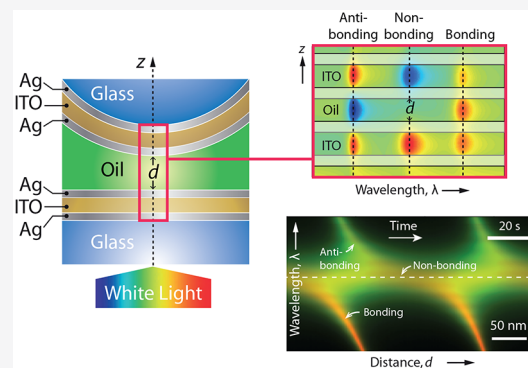 Anti-
bonding
Non-
bonding
Bonding
z
z
Ag
ITO
Ag
Glass
ITO
Oil
d
ITO
Oil
d
Wavelength, λ
Ag
ITO
Ag
Glass
White Light
Time
20 s
Anti-
bonding
Non-bonding
Bonding
50 nm
Wavelength, λ
Distance, d